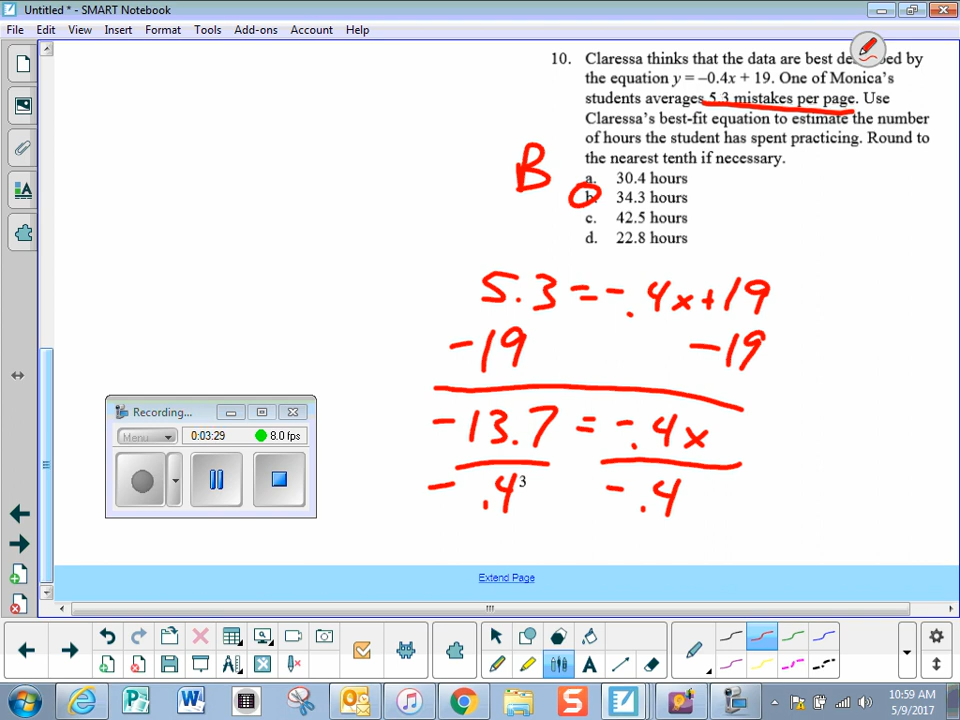 Untitled * - SMART Notebook
File Edit View Insert Format Tools Add-ons Account Help
10. Claressa thinks that the data are best des by
the equation y = –0.4x + 19. One of Monica's
students averages 5.3 mistakes per page. Use
Claressa's best-fit equation to estimate the number
of hours the student has spent practicing. Round to
the nearest tenth if necessary.
B
a. 30.4 hours
b. 34.3 hours
c. 42.5 hours
d. 22.8 hours
5.3 = -.4x+19
-19 -19
-13.7 = -.4x
- .4 3 - .4
Recording...
Menu
0:03:29 8.0 fps
Extend Page
10:59 AM
5/9/2017